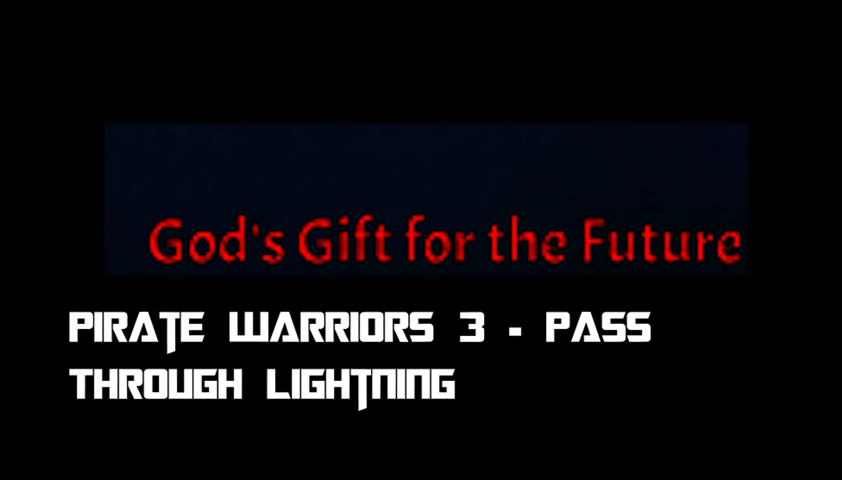 God's Gift for the Future
PIRATE WARRIORS 3 - PASS
THROUGH LIGHTNING